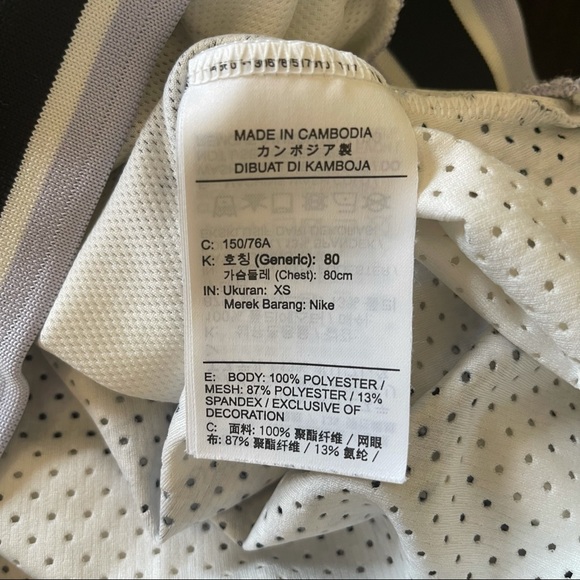 MADE IN CAMBODIA
カンボジア製
DIBUAT DI KAMBOJA
C: 150/76A
K: 호칭 (Generic): 80
가슴둘레 (Chest): 80cm
IN: Ukuran: XS
Merek Barang: Nike
E: BODY: 100% POLYESTER /
MESH: 87% POLYESTER / 13%
SPANDEX / EXCLUSIVE OF
DECORATION
C: 面料: 100% 聚酯纤维 / 网眼
布: 87% 聚酯纤维 / 13% 氨纶 /